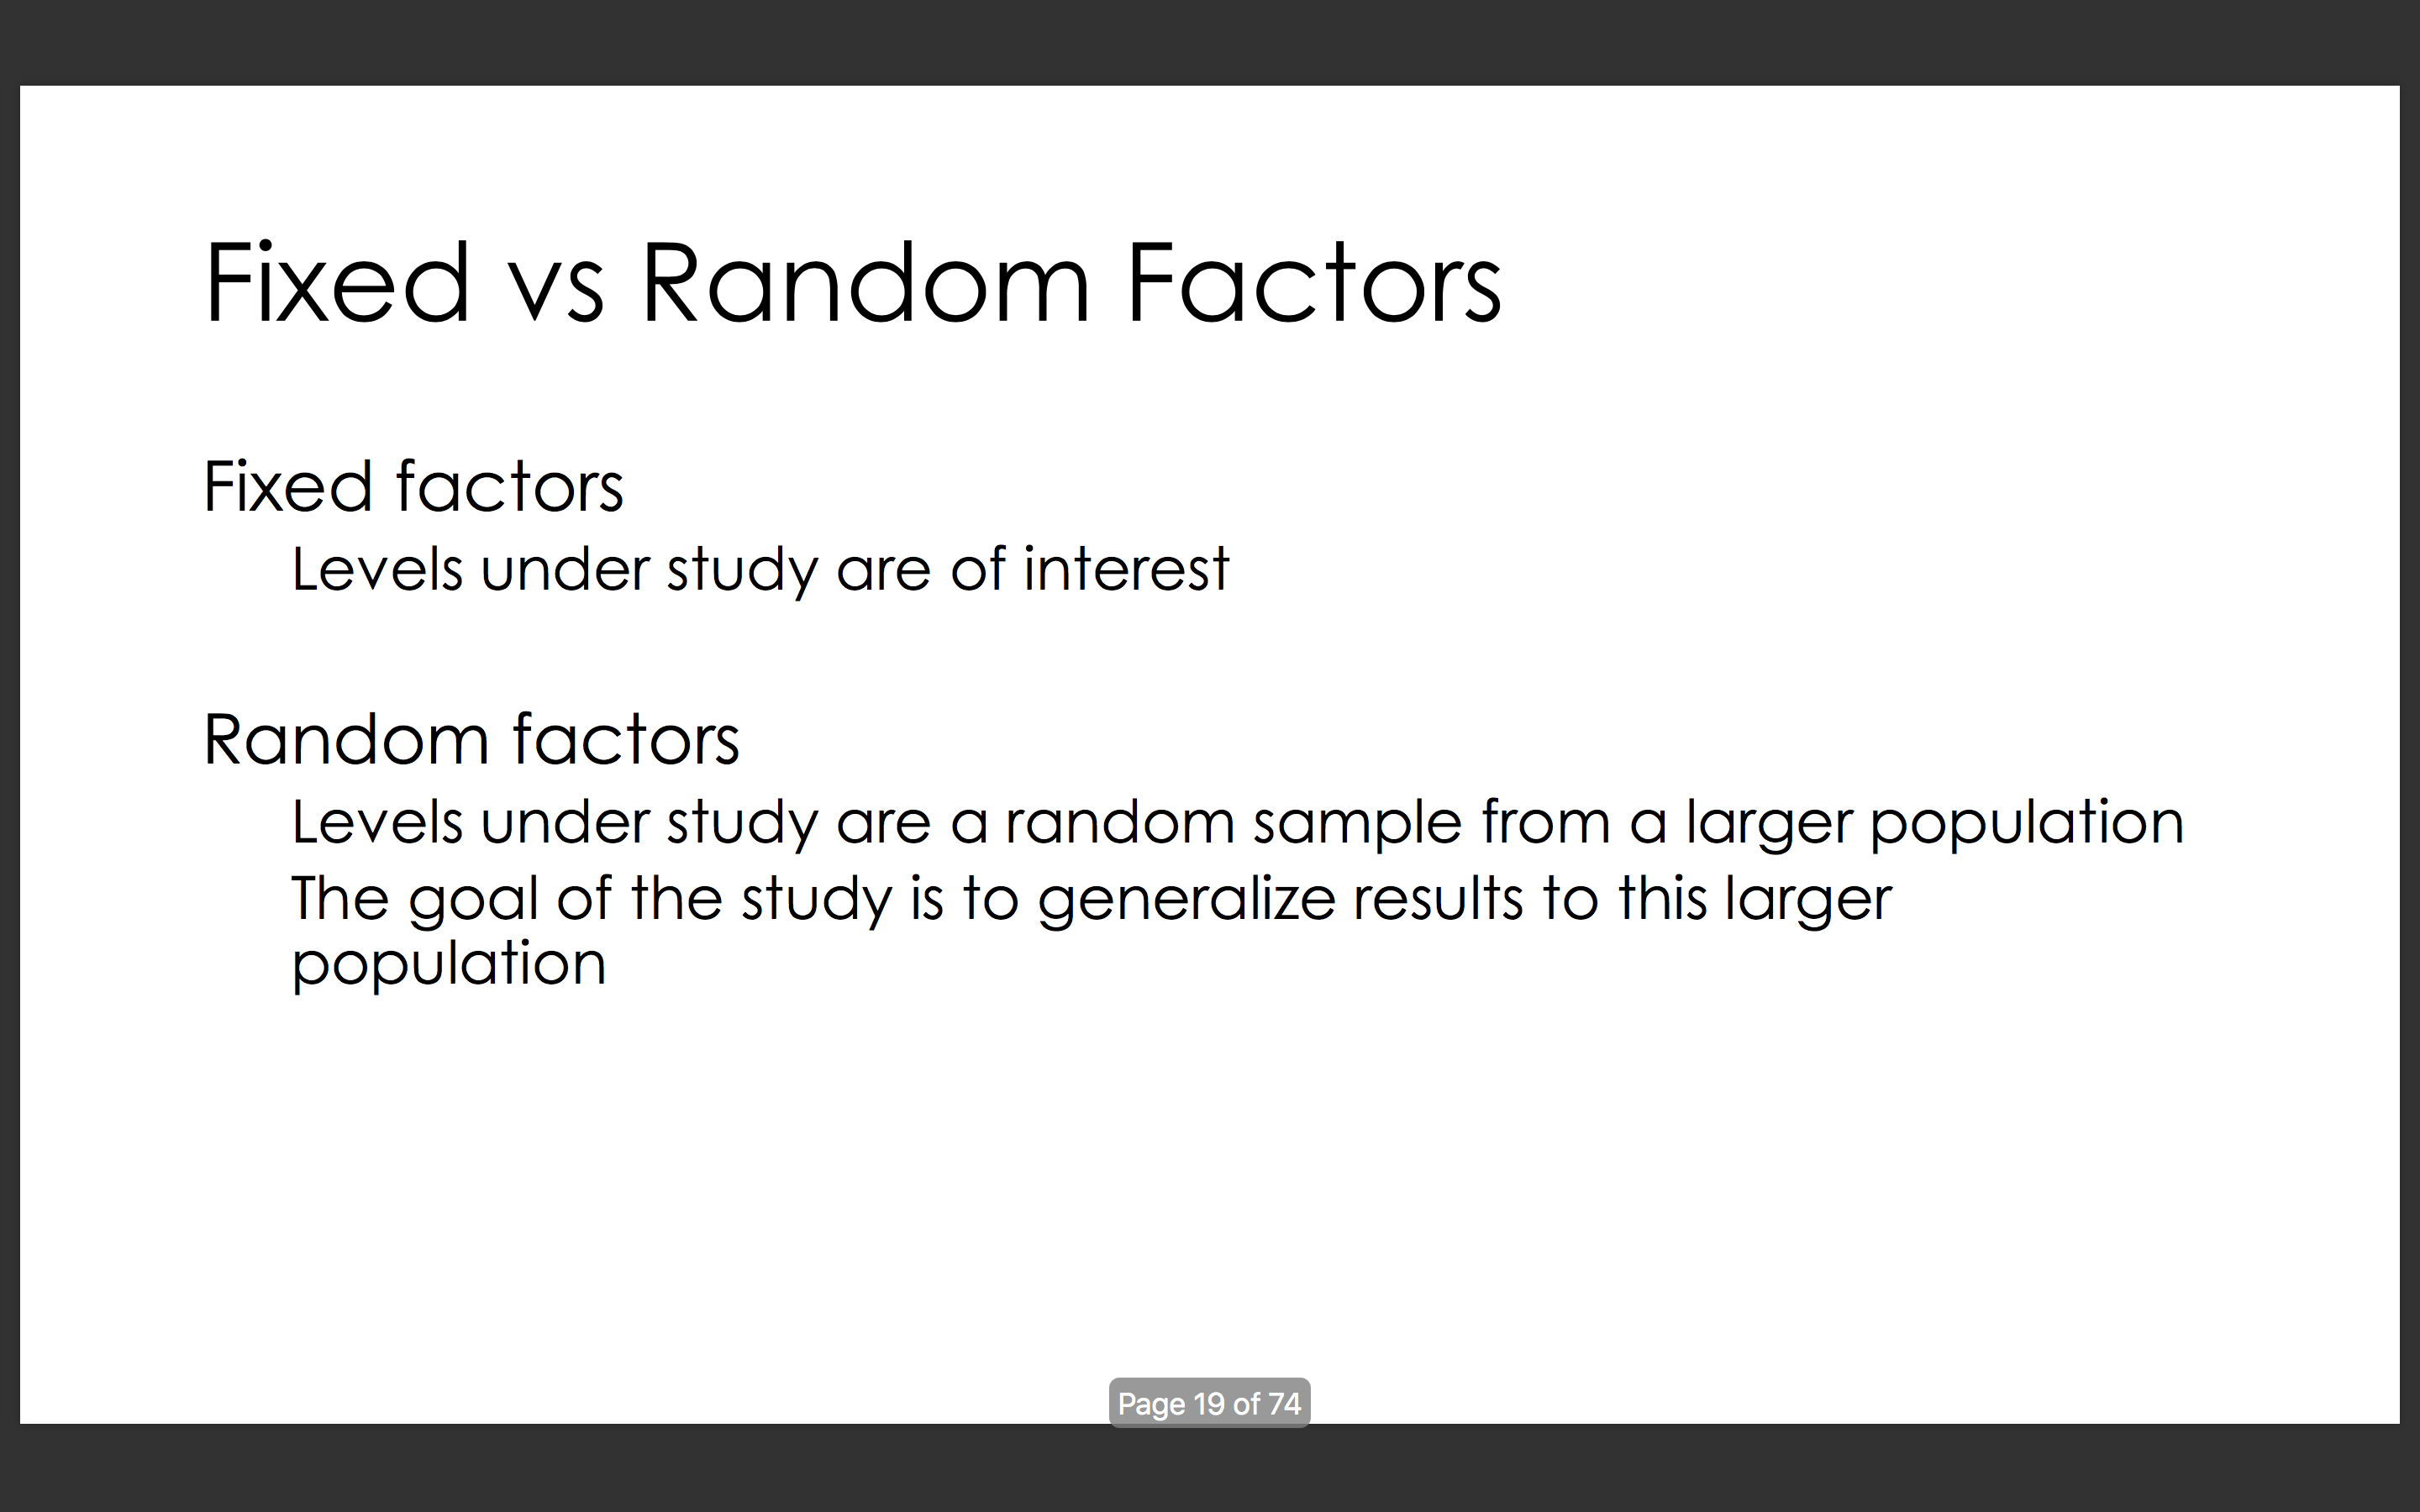 Fixed vs Random Factors
Fixed factors
Levels under study are of interest
Random factors
Levels under study are a random sample from a larger population
The goal of the study is to generalize results to this larger
population
Page 19 of 74